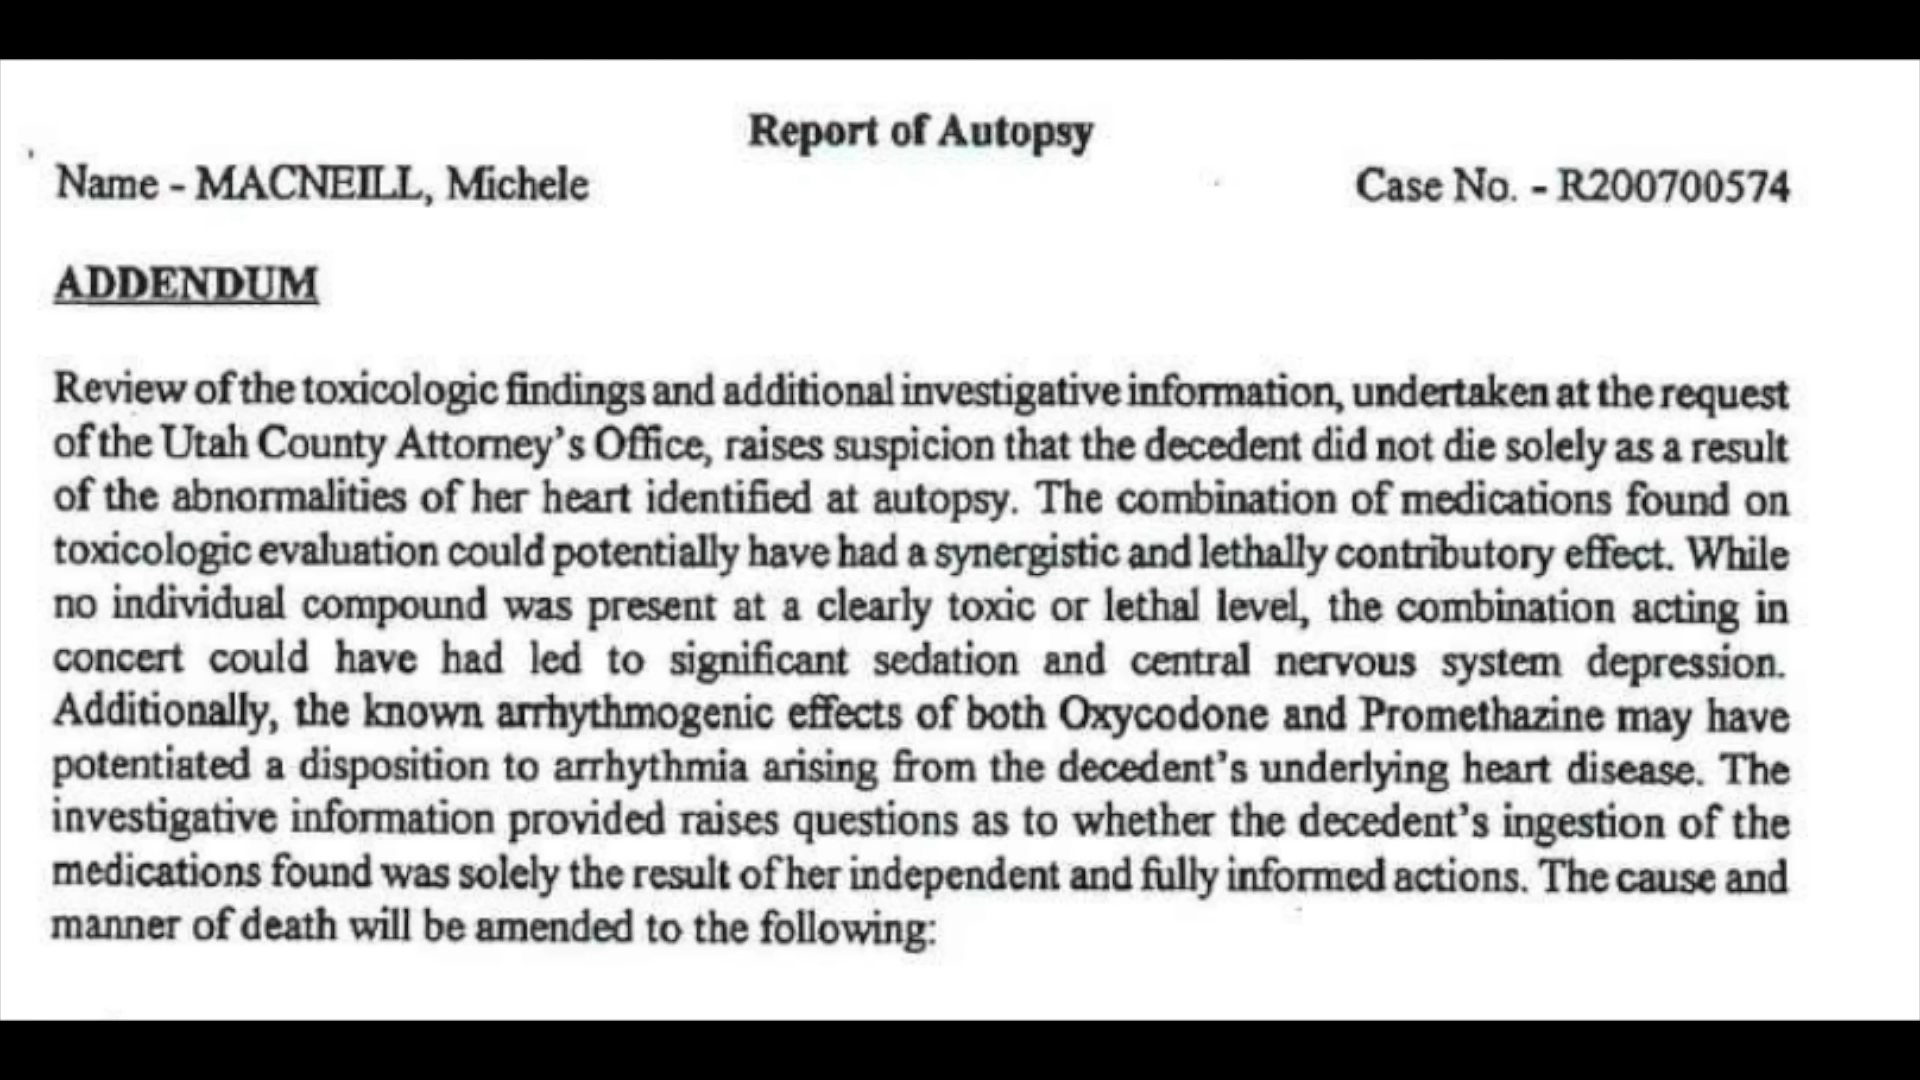 Report of Autopsy
Name - MACNEILL, Michele Case No. - R200700574
ADDENDUM
Review of the toxicologic findings and additional investigative information, undertaken at the request
of the Utah County Attorney's Office, raises suspicion that the decedent did not die solely as a result
of the abnormalities of her heart identified at autopsy. The combination of medications found on
toxicologic evaluation could potentially have had a synergistic and lethally contributory effect. While
no individual compound was present at a clearly toxic or lethal level, the combination acting in
concert could have had led to significant sedation and central nervous system depression.
Additionally, the known arrhythmogenic effects of both Oxycodone and Promethazine may have
potentiated a disposition to arrhythmia arising from the decedent's underlying heart disease. The
investigative information provided raises questions as to whether the decedent's ingestion of the
medications found was solely the result of her independent and fully informed actions. The cause and
manner of death will be amended to the following: